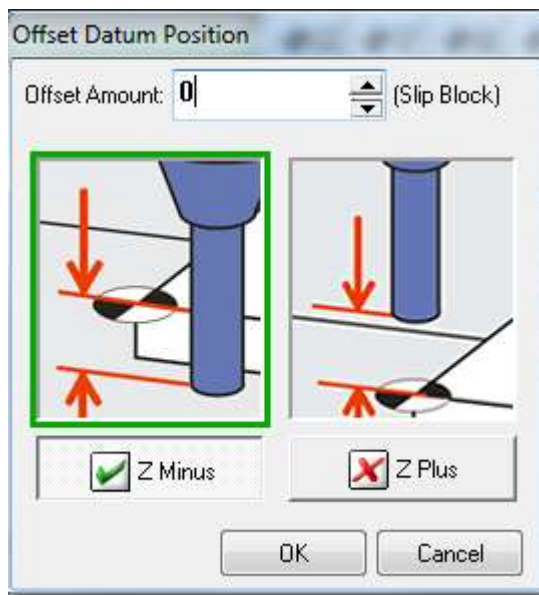 Offset Datum Position
Offset Amount: 0 (Slip Block)
Z Minus Z Plus
OK Cancel